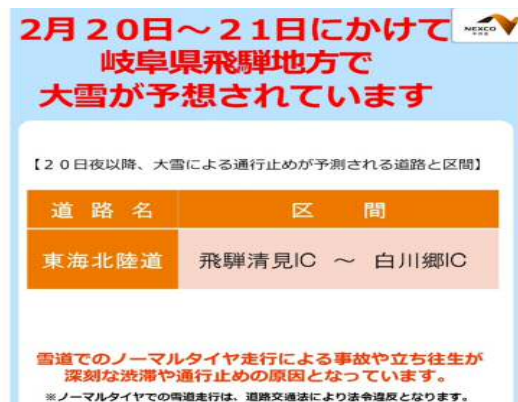 2月20日~21日にかけて
NEXCO
岐阜県飛騨地方で
大雪が予想されています
【20日夜以降、大雪による通行止めが予測される道路と区間】
道 路 名 区 間
東海北陸道 飛騨清見IC ~ 白川郷IC
雪道でのノーマルタイヤ走行による事故や立ち往生が
深刻な渋滞や通行止めの原因となっています。
※ノーマルタイヤでの雪道走行は、道路交通法により法令違反となります。